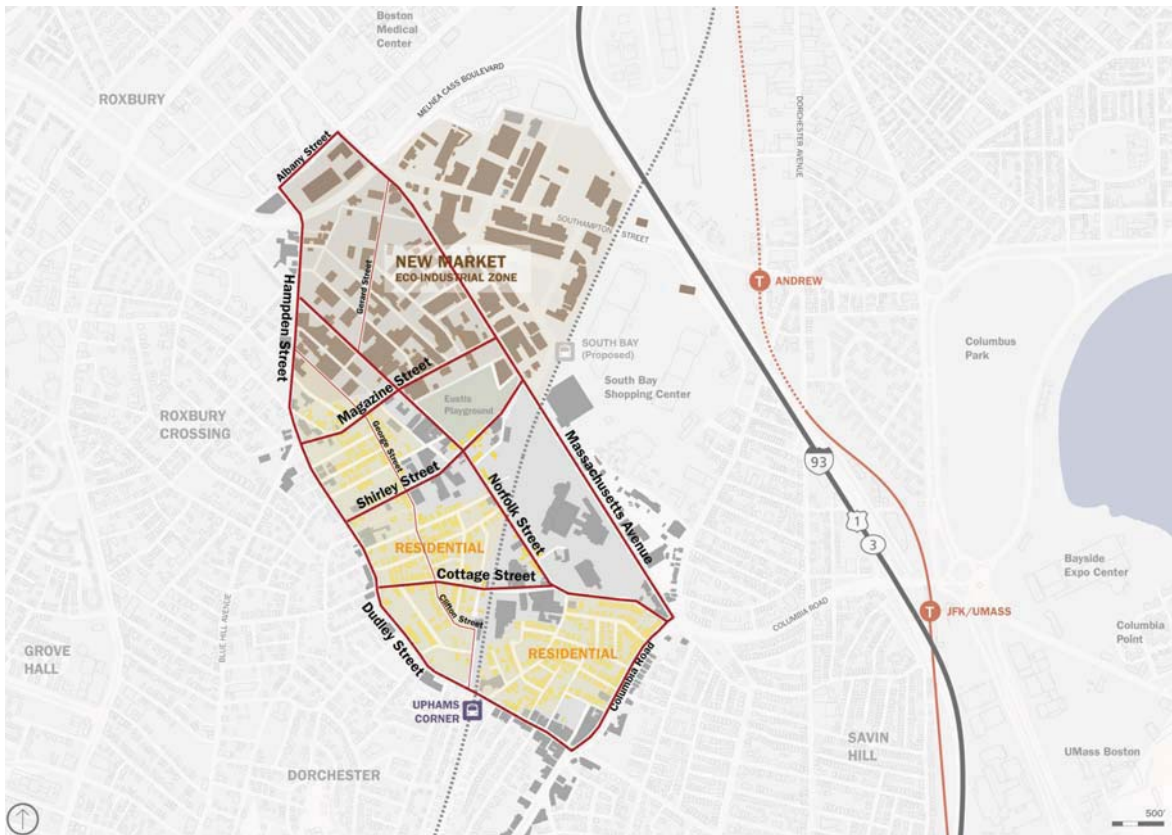 Boston
Medical
Center
ROXBURY
MELNEA CASS BOULEVARD
DORCHESTER AVENUE
Albany Street
SOUTHAMPTON
STREET
NEW MARKET
ECO-INDUSTRIAL ZONE
Gerard Street
Hampden Street
T ANDREW
SOUTH BAY
(Proposed)
Columbus
Park
South Bay
Shopping Center
Magazine Street
Eustis
Playground
ROXBURY
CROSSING
George Street
Massachusetts Avenue
93
Shirley Street
Norfolk Street
1
3
RESIDENTIAL
Cottage Street
Bayside
Expo Center
Clifton Street
COLUMBIA ROAD
T JFK/UMASS
BLUE HILL AVENUE
Dudley Street
Columbia
Point
GROVE
HALL
RESIDENTIAL
Columbia Road
UPHAMS
CORNER
SAVIN
HILL
UMass Boston
DORCHESTER
500'